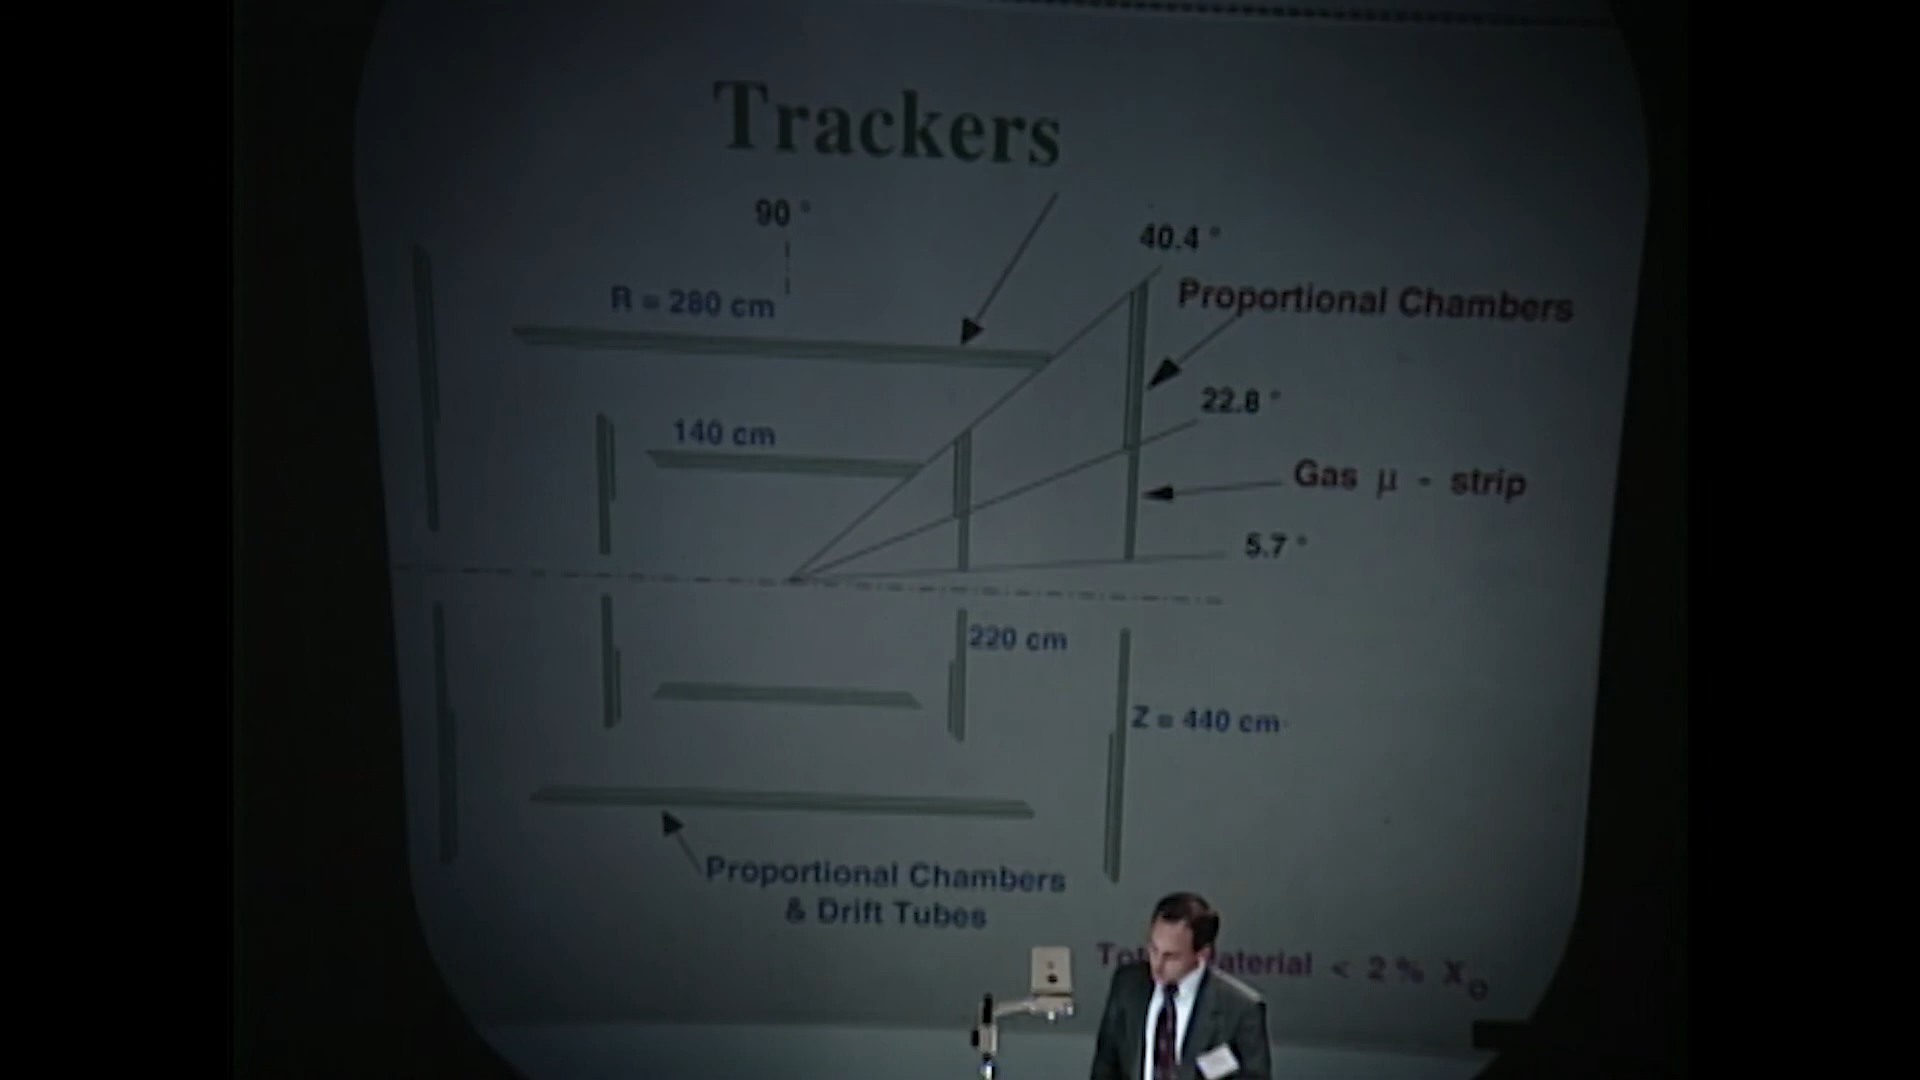 Trackers
90 °
40.4 °
R = 280 cm
Proportional Chambers
22.8 °
140 cm
Gas μ - strip
5.7 °
220 cm
Z = 440 cm
Proportional Chambers
& Drift Tubes
< 2 % X₀